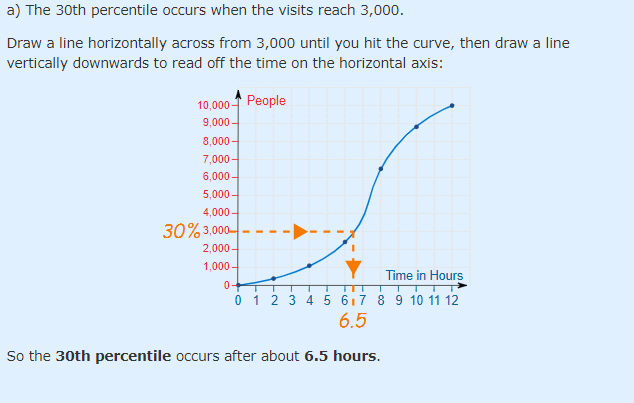 a) The 30th percentile occurs when the visits reach 3,000.
Draw a line horizontally across from 3,000 until you hit the curve, then draw a line
vertically downwards to read off the time on the horizontal axis:
People
10,000
9,000
8,000
7,000
6,000
5,000
4,000
30% 3,000
2,000
1,000
0
Time in Hours
0 1 2 3 4 5 6 7 8 9 10 11 12
6.5
So the 30th percentile occurs after about 6.5 hours.